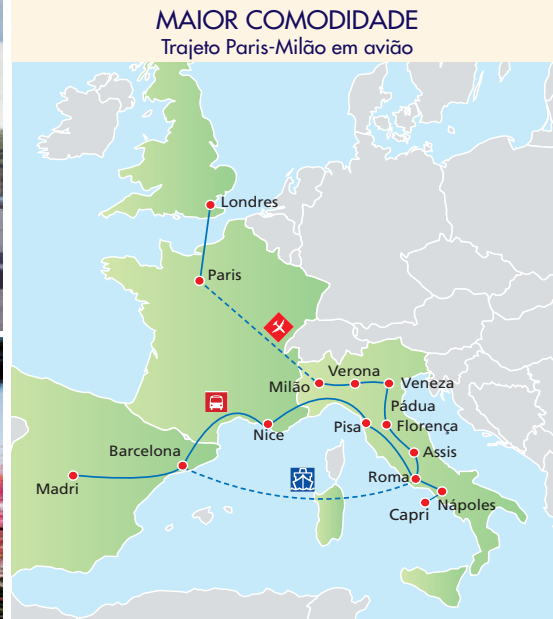 MAIOR COMODIDADE
Trajeto Paris-Milão em avião
Londres
Paris
Verona
Milão
Veneza
Pádua
Florença
Pisa
Nice
Assis
Barcelona
Roma
Madri
Nápoles
Capri